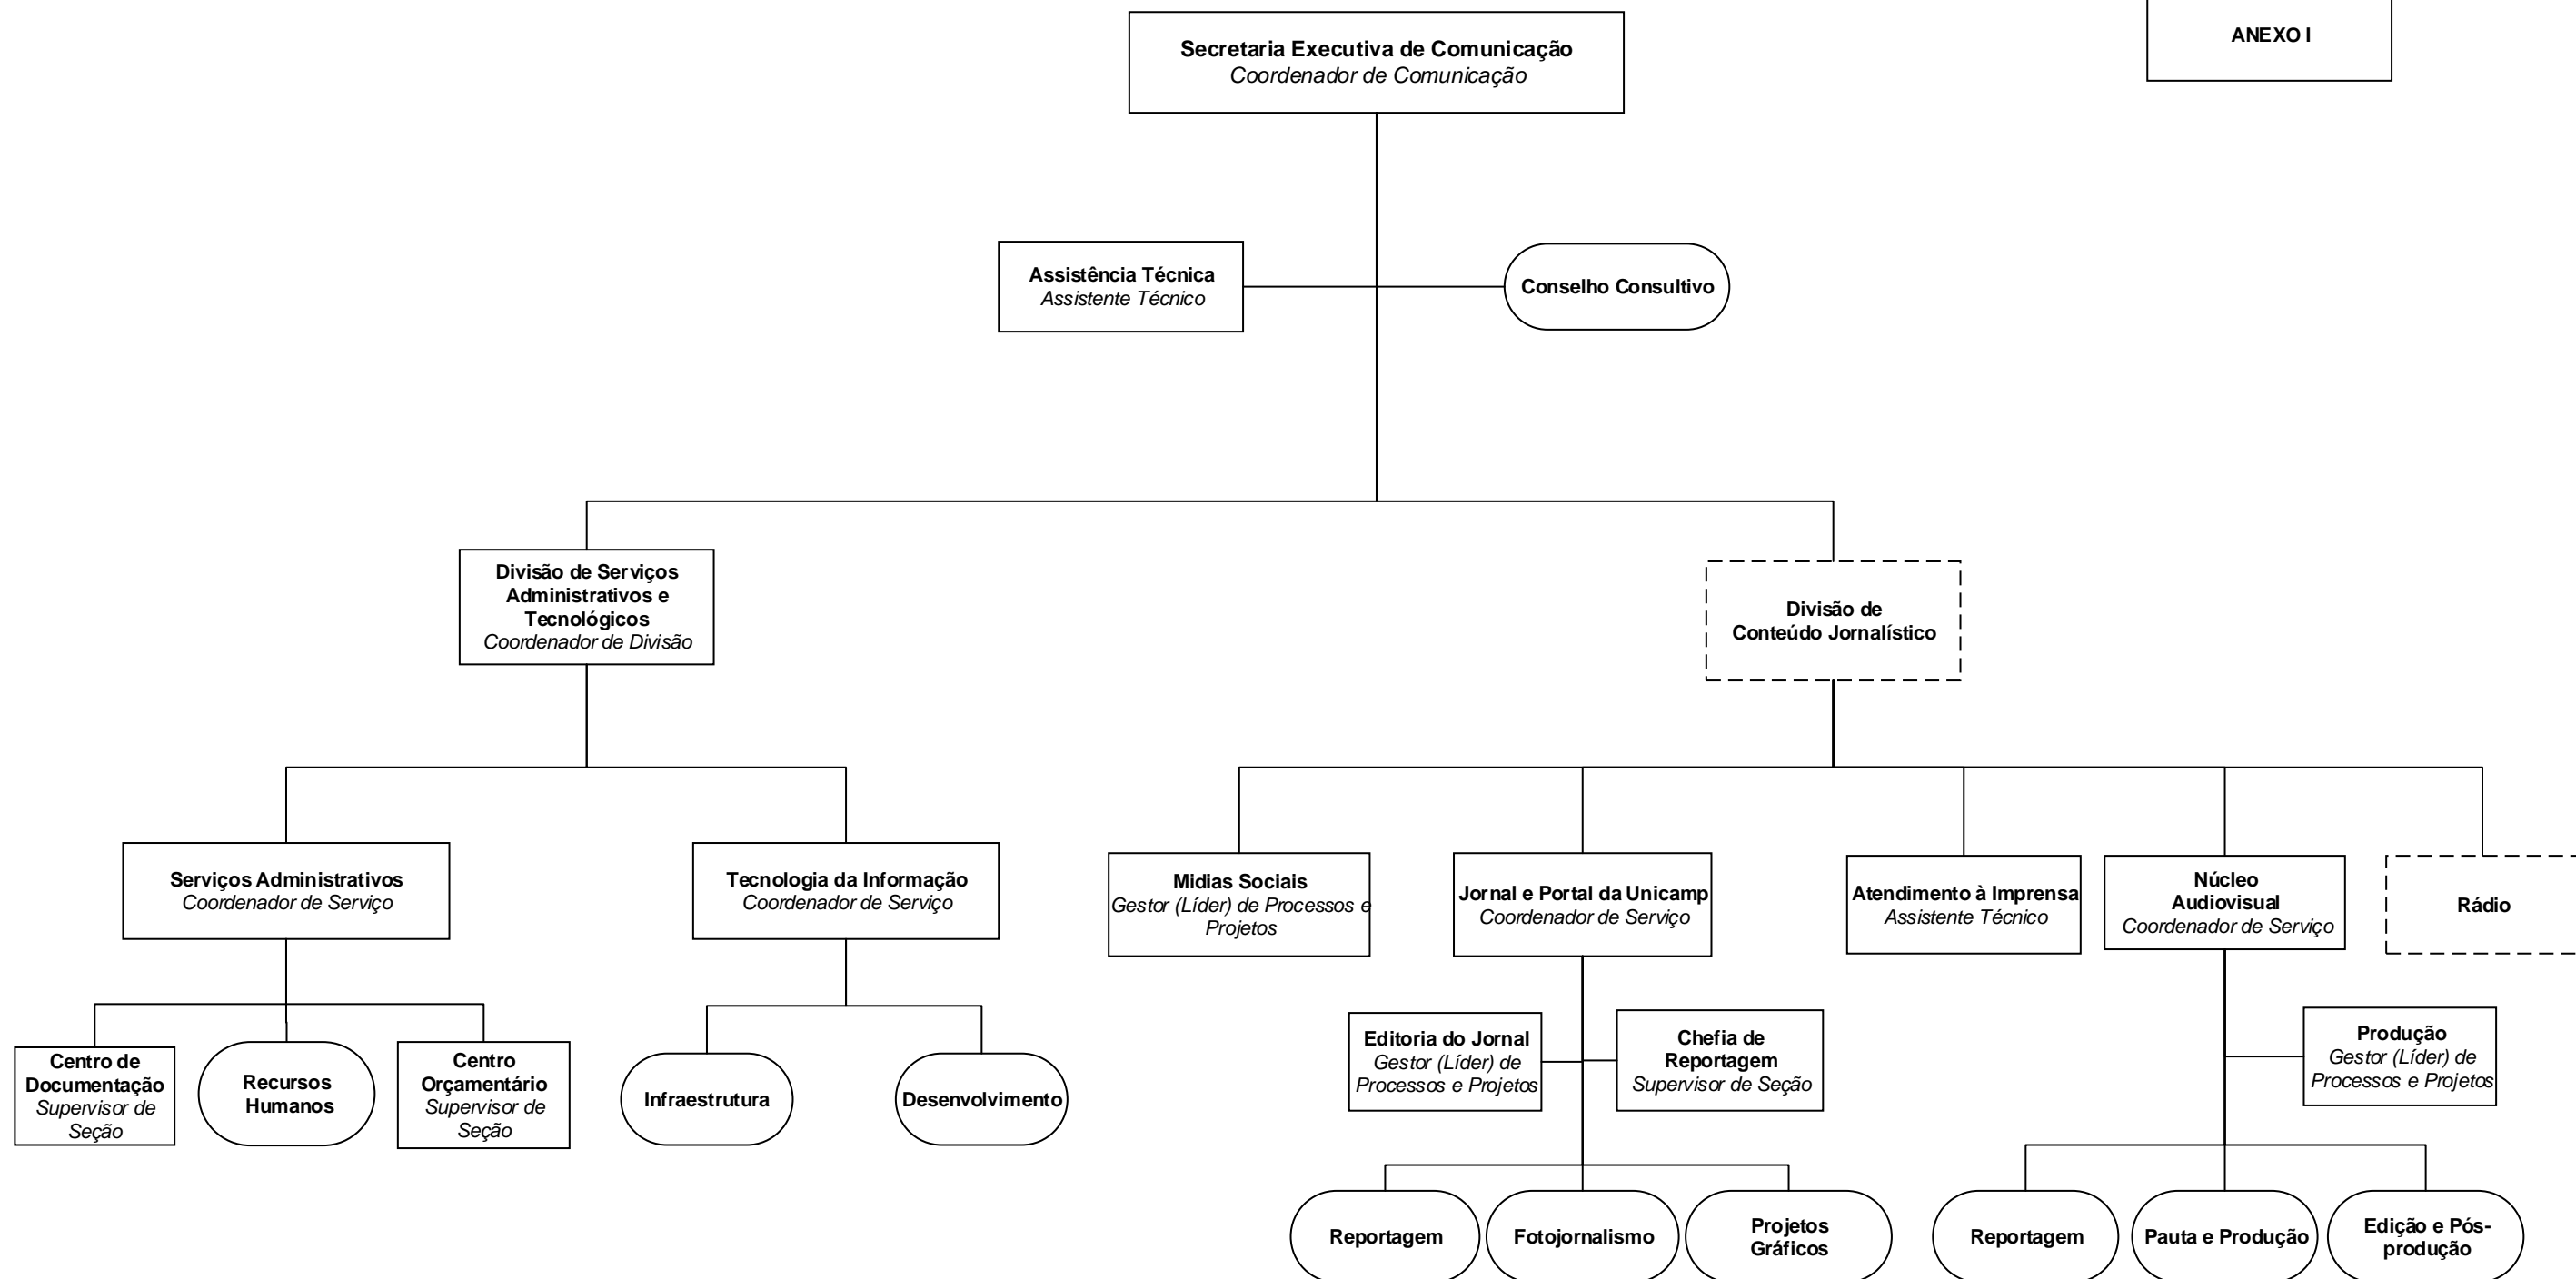 ANEXO I
Secretaria Executiva de Comunicação
Coordenador de Comunicação
Assistência Técnica
Assistente Técnico
Conselho Consultivo
Divisão de Serviços
Administrativos e
Tecnológicos
Coordenador de Divisão
Divisão de
Conteúdo Jornalístico
Serviços Administrativos
Coordenador de Serviço
Tecnologia da Informação
Coordenador de Serviço
Midias Sociais
Gestor (Líder) de Processos e
Projetos
Jornal e Portal da Unicamp
Coordenador de Serviço
Atendimento à Imprensa
Assistente Técnico
Núcleo
Audiovisual
Coordenador de Serviço
Rádio
Centro de
Documentação
Supervisor de
Seção
Recursos
Humanos
Centro
Orçamentário
Supervisor de
Seção
Infraestrutura
Desenvolvimento
Editoria do Jornal
Gestor (Líder) de
Processos e Projetos
Chefia de
Reportagem
Supervisor de Seção
Produção
Gestor (Líder) de
Processos e Projetos
Reportagem
Fotojornalismo
Projetos
Gráficos
Reportagem
Pauta e Produção
Edição e Pós-
produção